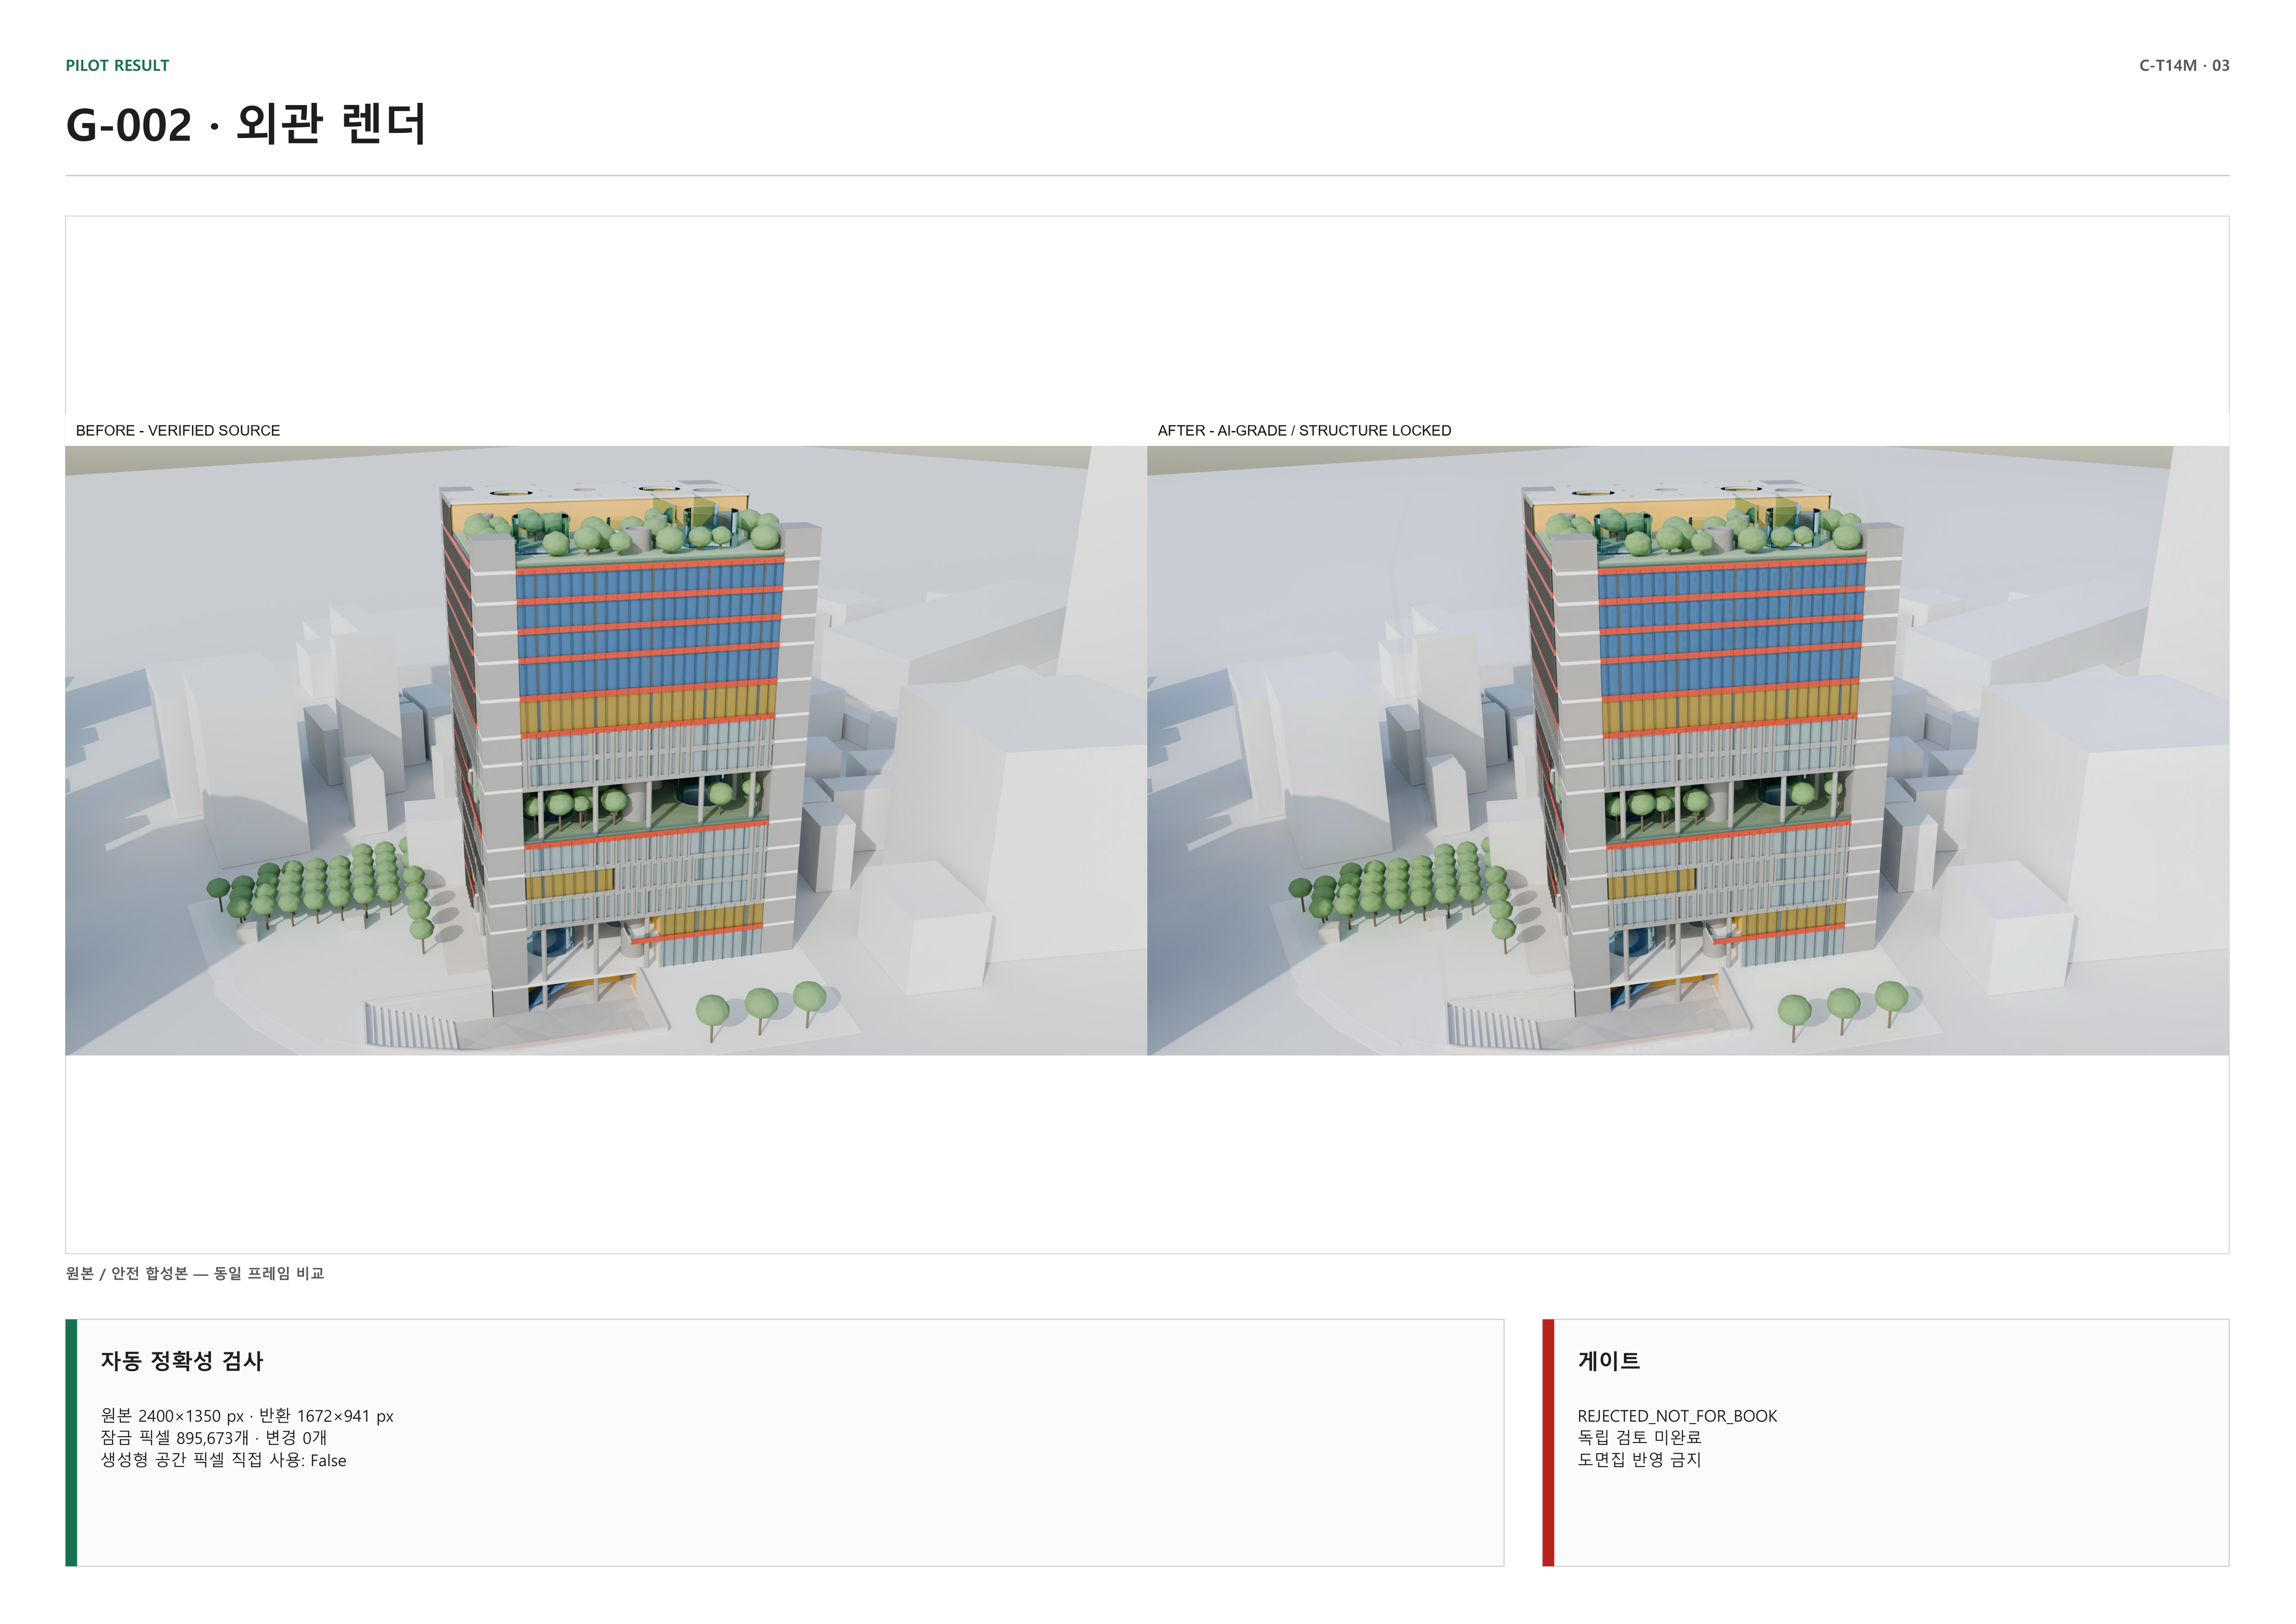 PILOT RESULT
C-T14M · 03
G-002 · 외관 렌더
BEFORE - VERIFIED SOURCE
AFTER - AI-GRADE / STRUCTURE LOCKED
원본 / 안전 합성본 — 동일 프레임 비교
자동 정확성 검사
원본 2400×1350 px · 반환 1672×941 px
잠금 픽셀 895,673개 · 변경 0개
생성형 공간 픽셀 직접 사용: False
게이트
REJECTED_NOT_FOR_BOOK
독립 검토 미완료
도면집 반영 금지